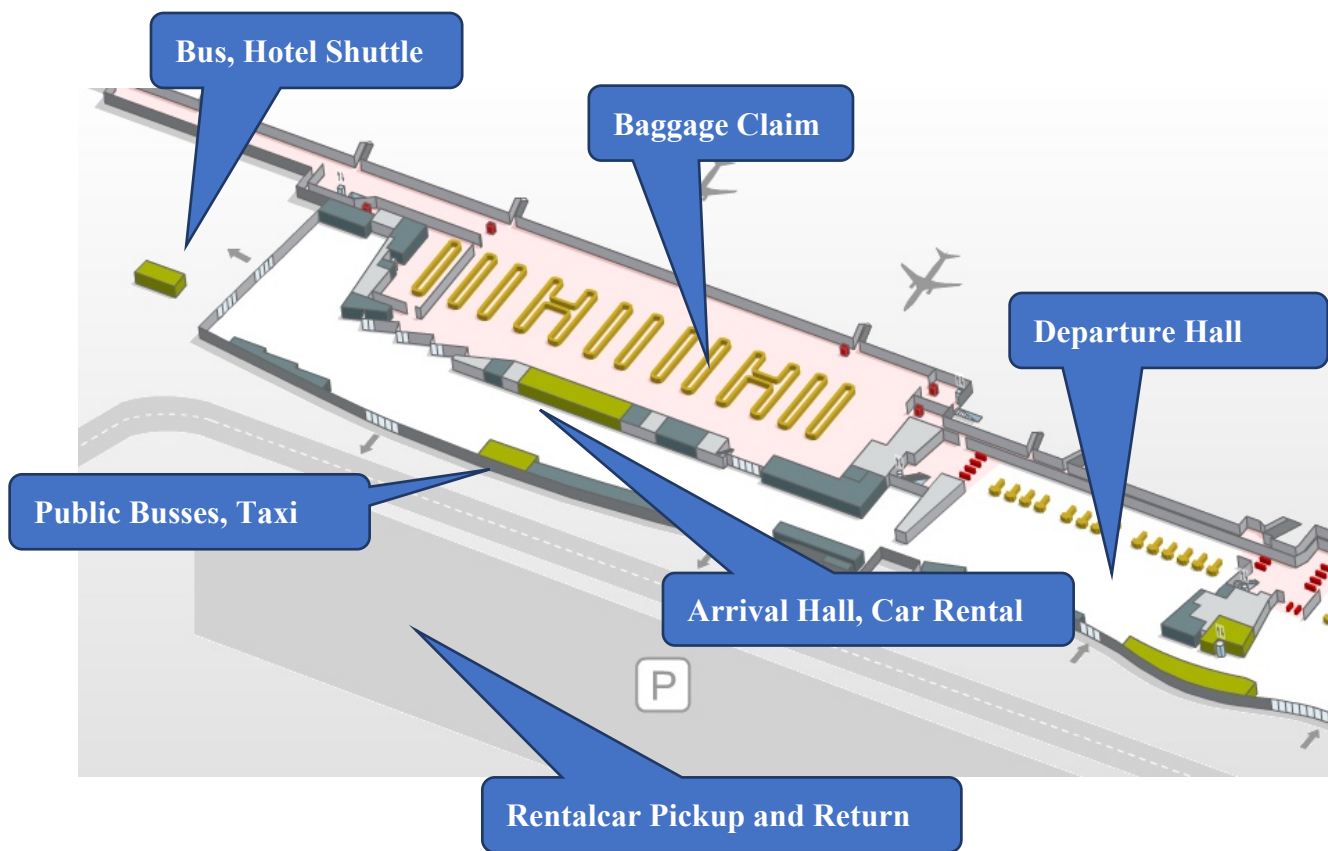 Bus, Hotel Shuttle
Baggage Claim
Departure Hall
Public Busses, Taxi
Arrival Hall, Car Rental
P
Rentalcar Pickup and Return